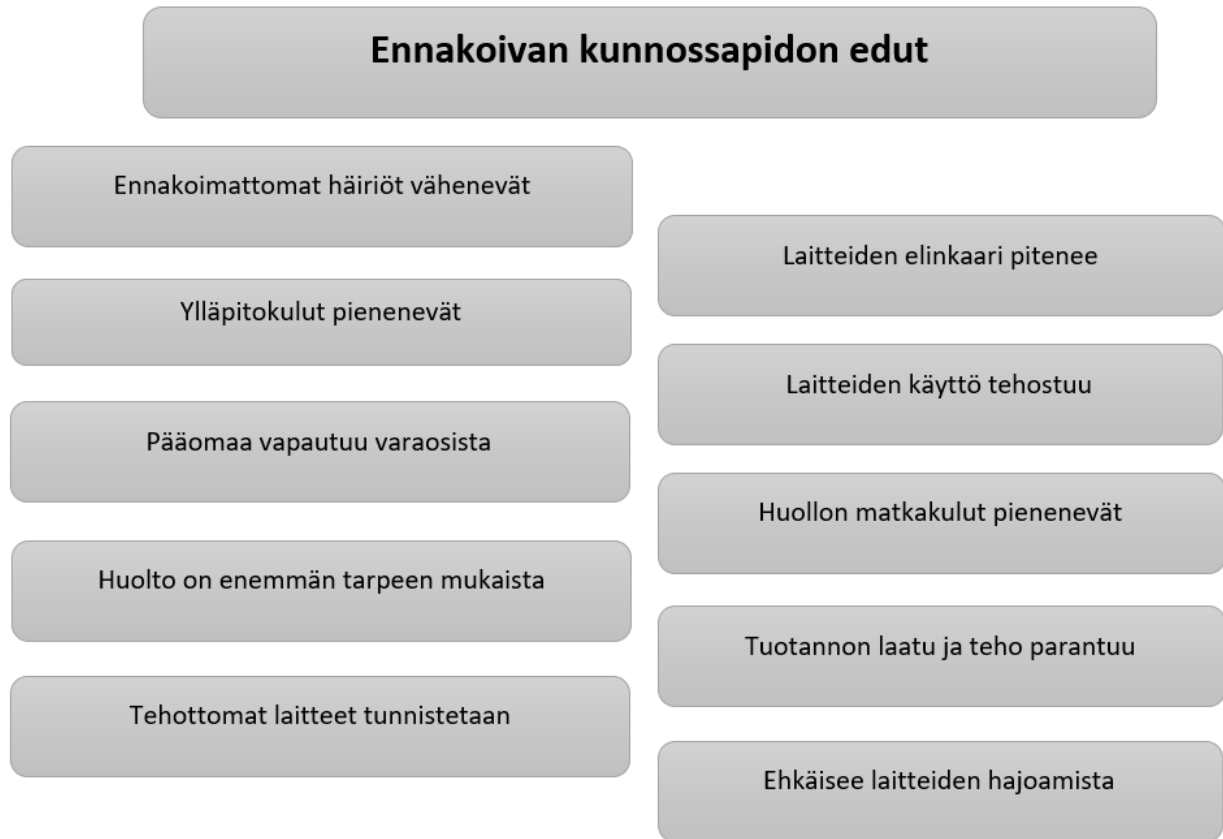 Ennakoivan kunnossapidon edut
Ennakoimattomat häiriöt vähenevät
Ylläpitokulut pienenevät
Pääomaa vapautuu varaosista
Huolto on enemmän tarpeen mukaista
Tehottomat laitteet tunnistetaan
Laitteiden elinkaari pitenee
Laitteiden käyttö tehostuu
Huollon matkakulut pienenevät
Tuotannon laatu ja teho parantuu
Ehkäisee laitteiden hajoamista